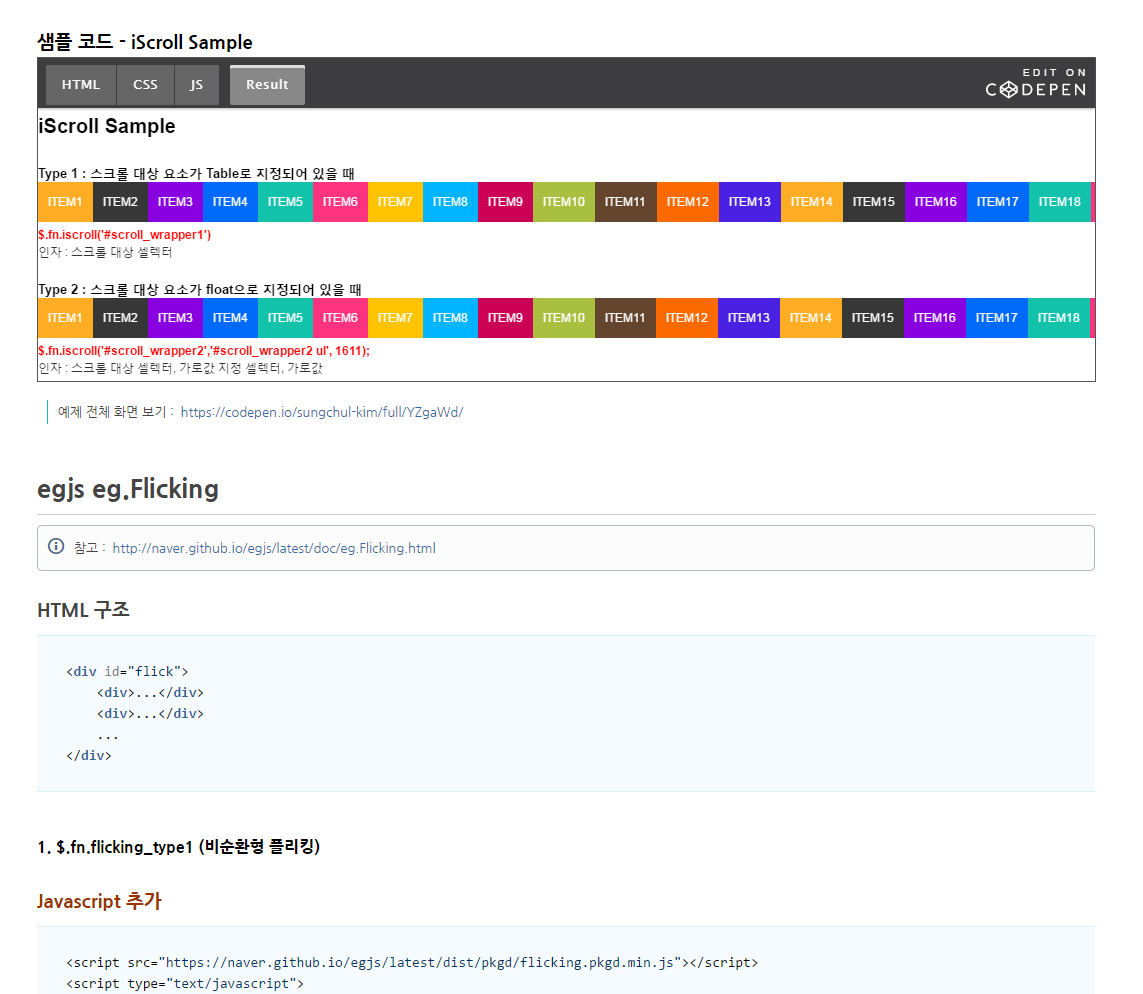 샘플 코드 - iScroll Sample
HTML CSS JS Result
EDIT ON
CODEPEN
iScroll Sample
Type 1 : 스크롤 대상 요소가 Table로 지정되어 있을 때
ITEM1 ITEM2 ITEM3 ITEM4 ITEM5 ITEM6 ITEM7 ITEM8 ITEM9 ITEM10 ITEM11 ITEM12 ITEM13 ITEM14 ITEM15 ITEM16 ITEM17 ITEM18
$.fn.iscroll('#scroll_wrapper1')
인자 : 스크롤 대상 셀렉터
Type 2 : 스크롤 대상 요소가 float으로 지정되어 있을 때
ITEM1 ITEM2 ITEM3 ITEM4 ITEM5 ITEM6 ITEM7 ITEM8 ITEM9 ITEM10 ITEM11 ITEM12 ITEM13 ITEM14 ITEM15 ITEM16 ITEM17 ITEM18
$.fn.iscroll('#scroll_wrapper2','#scroll_wrapper2 ul', 1611);
인자 : 스크롤 대상 셀렉터, 가로값 지정 셀렉터, 가로값
예제 전체 화면 보기 : https://codepen.io/sungchul-kim/full/YZgaWd/
egjs eg.Flicking
참고 : http://naver.github.io/egjs/latest/doc/eg.Flicking.html
HTML 구조
<div id="flick">
<div>...</div>
<div>...</div>
...
</div>
1. $.fn.flicking_type1 (비순환형 플리킹)
Javascript 추가
<script src="https://naver.github.io/egjs/latest/dist/pkgd/flicking.pkgd.min.js"></script>
<script type="text/javascript">